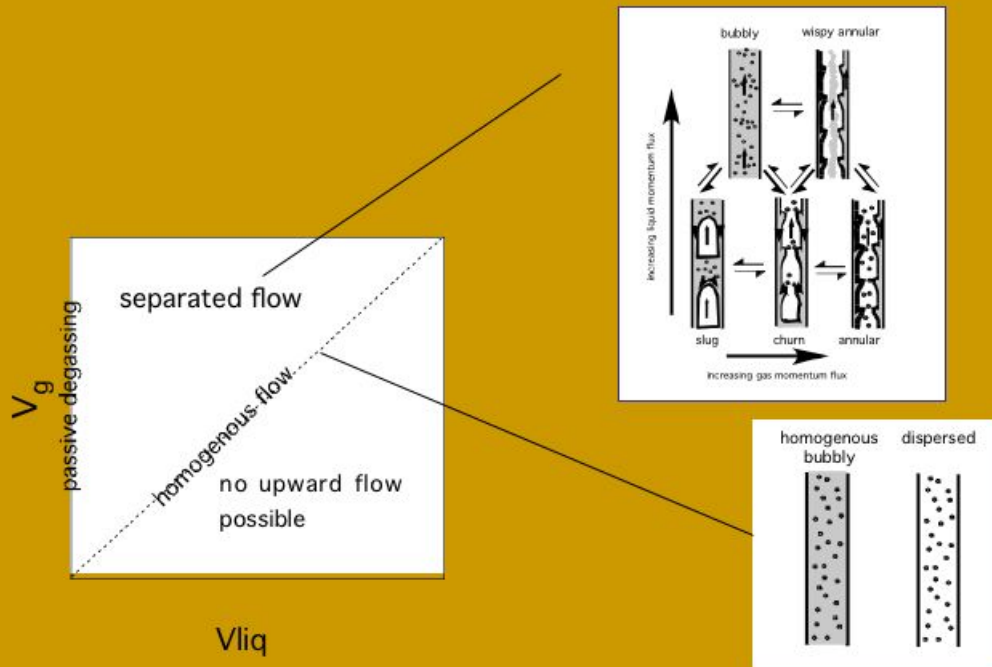 bubbly
wispy annular
increasing liquid momentum flux
slug
churn
annular
increasing gas momentum flux
separated flow
Vg
passive degassing
homogenous flow
no upward flow
possible
Vliq
homogenous
bubbly
dispersed